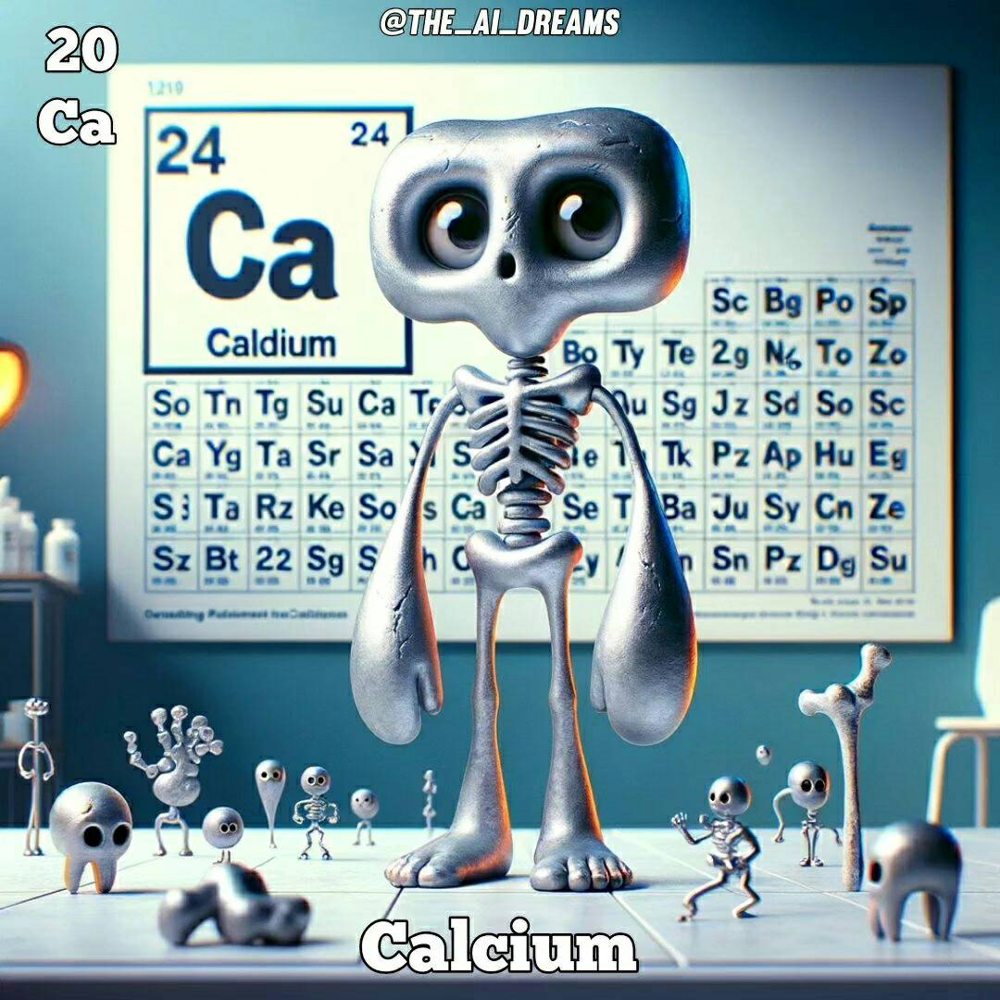 @THE_AI_DREAMS
20
Ca
1219
24 24
Ca
Caldium
Sc Bg Po Sp
Bo Ty Te 2g N6 To Zo
So Tn Tg Su Ca Te Sg Jz Sd So Sc
Ca Yg Ta Sr Sa Tk Pz Ap Hu Eg
Ta Rz Ke So Ca Se Ba Ju Sy Cn Ze
Sz Bt 22 Sg Sn Pz Dg Su
Calcium